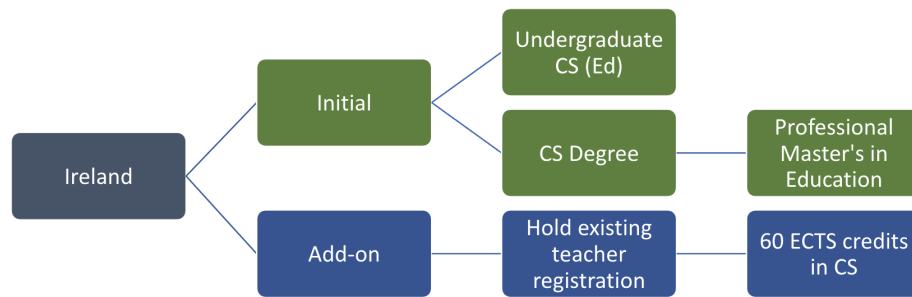 Undergraduate
CS (Ed)
Initial
CS Degree
Professional
Master's in
Education
Ireland
Add-on
Hold existing
teacher
registration
60 ECTS credits
in CS